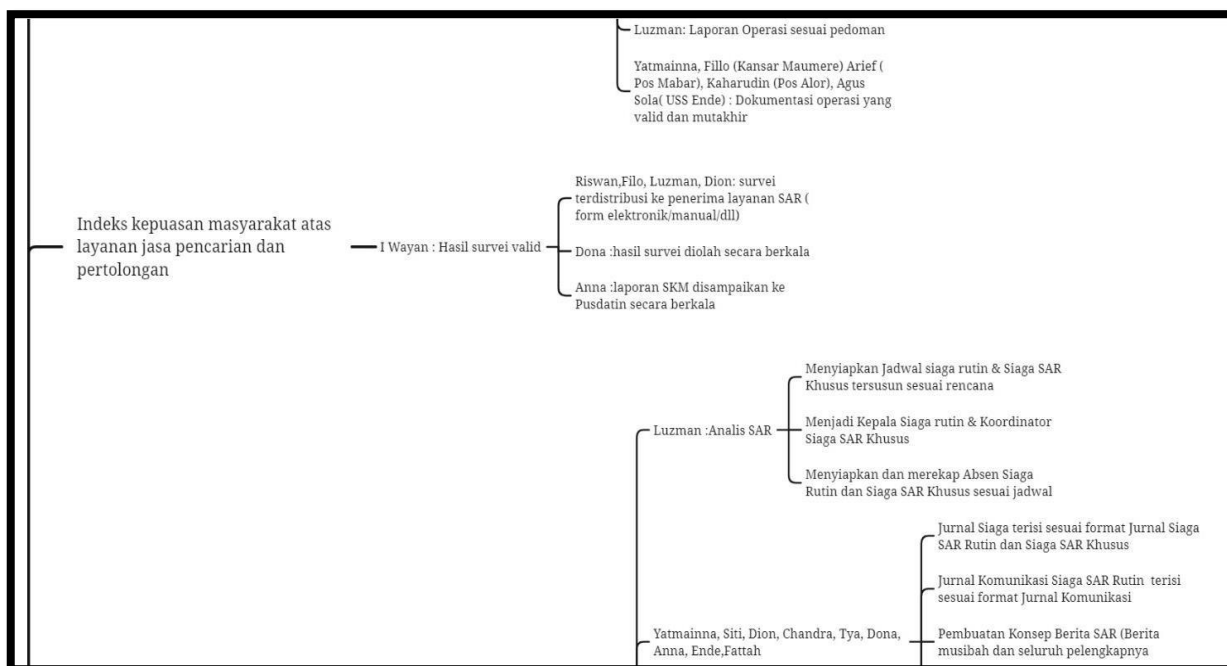 Luzman: Laporan Operasi sesuai pedoman
Yatmainna, Fillo (Kansar Maumere) Arief (
Pos Mabar), Kaharudin (Pos Alor), Agus
Sola( USS Ende) : Dokumentasi operasi yang
valid dan mutakhir
Indeks kepuasan masyarakat atas
layanan jasa pencarian dan
pertolongan
I Wayan : Hasil survei valid
Riswan,Filo, Luzman, Dion: survei
terdistribusi ke penerima layanan SAR (
form elektronik/manual/dll)
Dona :hasil survei diolah secara berkala
Anna :laporan SKM disampaikan ke
Pusdatin secara berkala
Luzman :Analis SAR
Menyiapkan Jadwal siaga rutin & Siaga SAR
Khusus tersusun sesuai rencana
Menjadi Kepala Siaga rutin & Koordinator
Siaga SAR Khusus
Menyiapkan dan merekap Absen Siaga
Rutin dan Siaga SAR Khusus sesuai jadwal
Yatmainna, Siti, Dion, Chandra, Tya, Dona,
Anna, Ende,Fattah
Jurnal Siaga terisi sesuai format Jurnal Siaga
SAR Rutin dan Siaga SAR Khusus
Jurnal Komunikasi Siaga SAR Rutin  terisi
sesuai format Jurnal Komunikasi
Pembuatan Konsep Berita SAR (Berita
musibah dan seluruh pelengkapnya